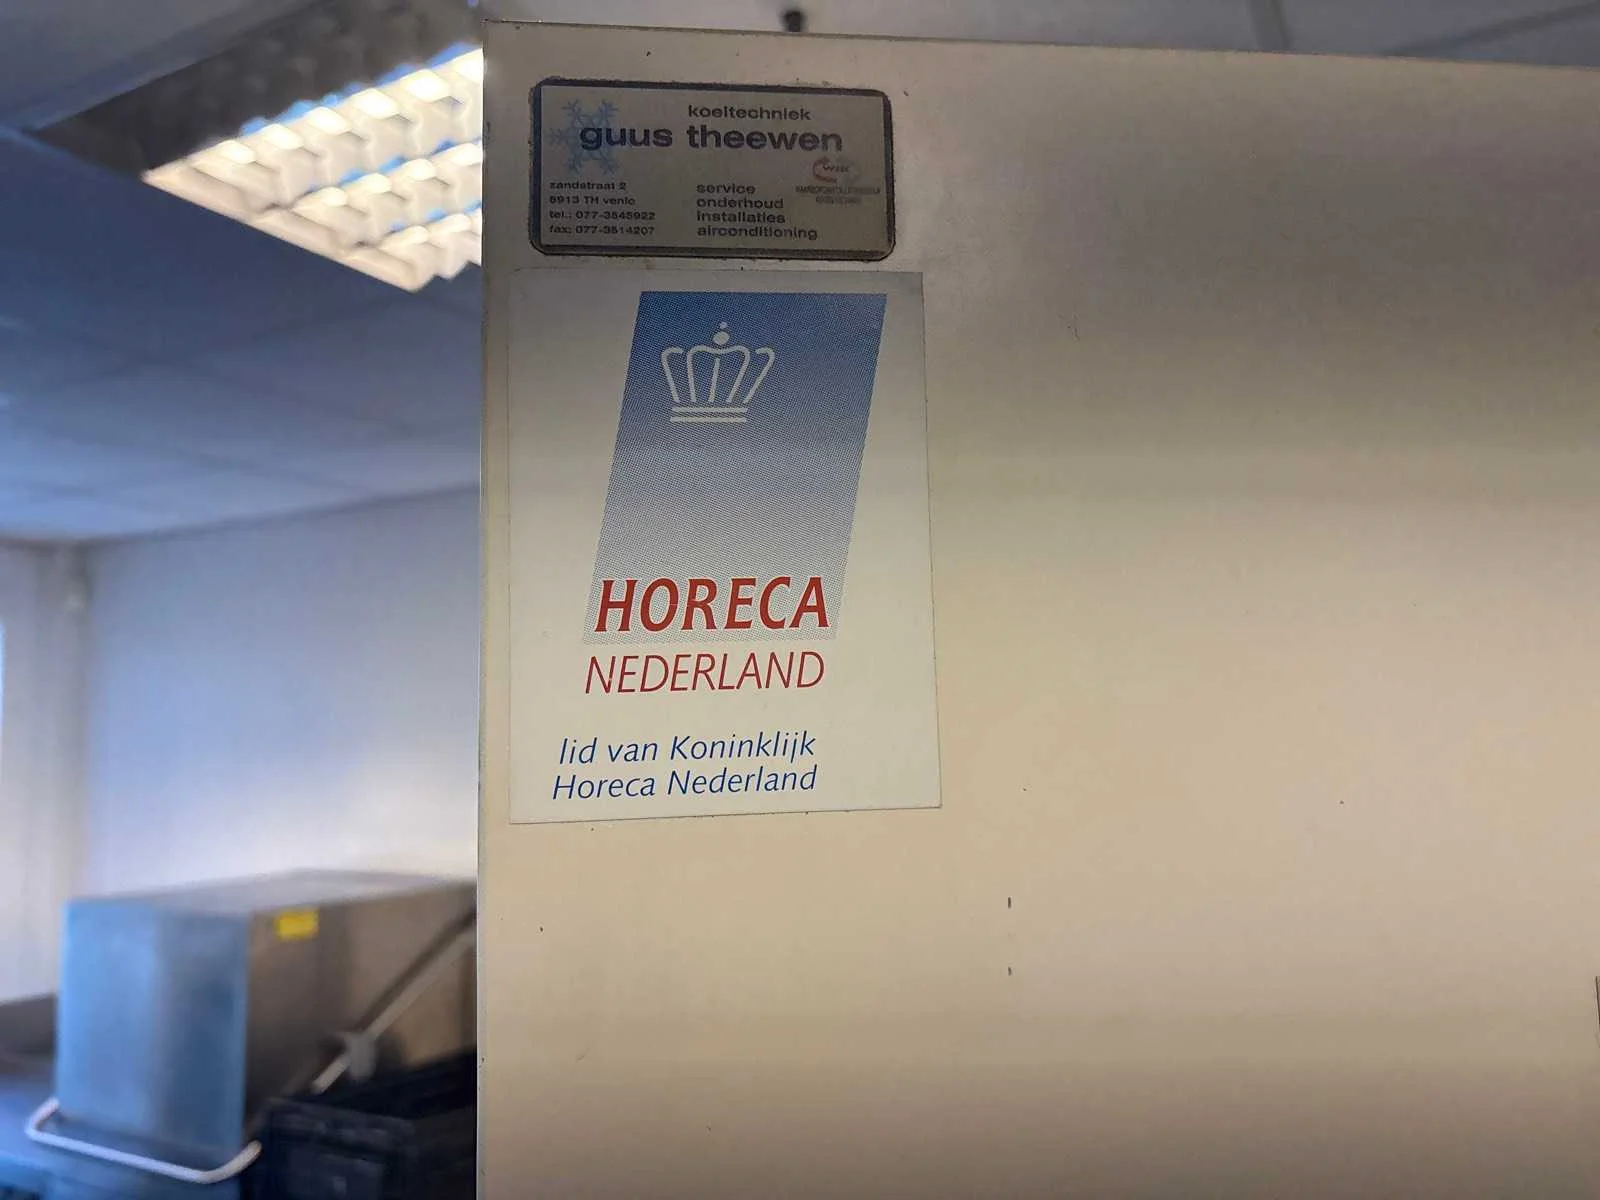 koeltechniek
guus theewen
zandstraat 2
5913 TH venlo
tel.: 077-3545922
fax: 077-3514207
service
onderhoud
installaties
airconditioning
HORECA
NEDERLAND
lid van Koninklijk
Horeca Nederland